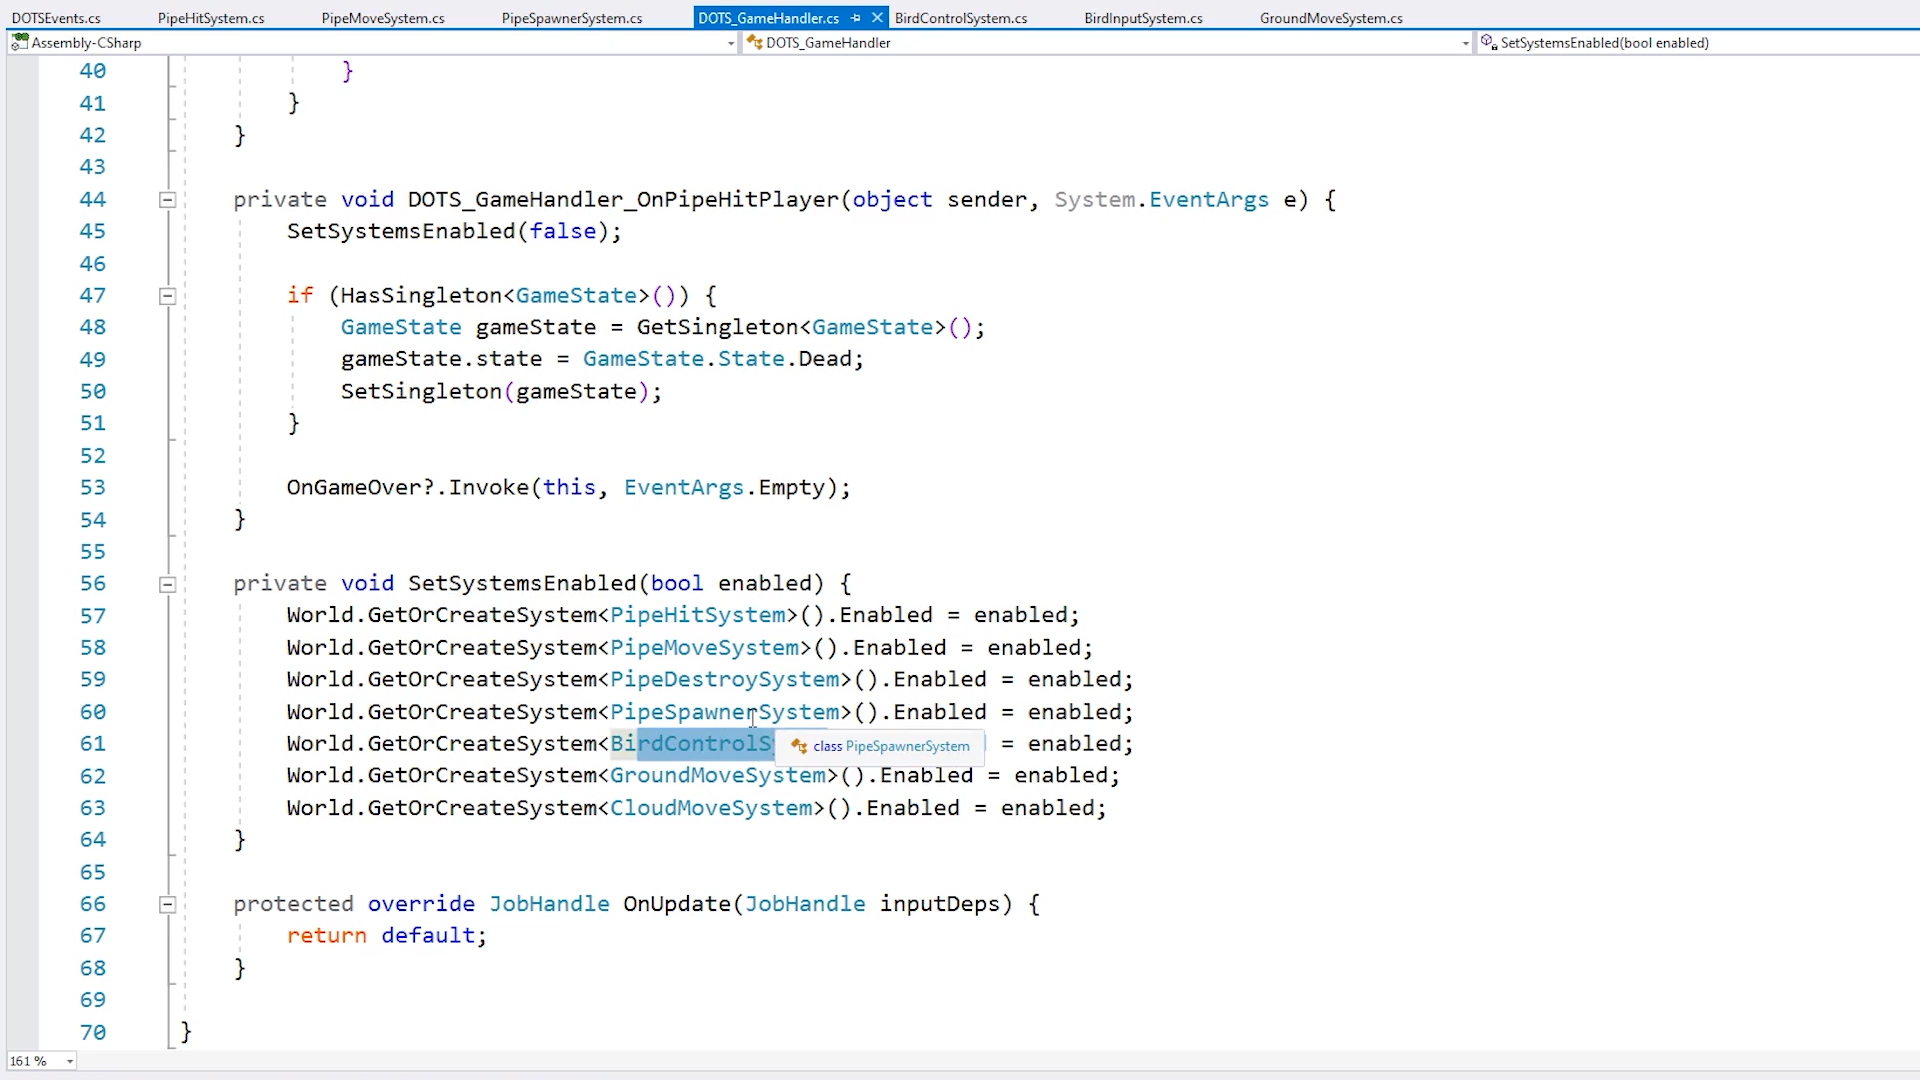 DOTSEvents.cs PipeHitSystem.cs PipeMoveSystem.cs PipeSpawnerSystem.cs DOTS_GameHandler.cs BirdControlSystem.cs BirdInputSystem.cs GroundMoveSystem.cs
Assembly-CSharp DOTS_GameHandler SetSystemsEnabled(bool enabled)
40 }
41 }
42 }
43
44 private void DOTS_GameHandler_OnPipeHitPlayer(object sender, System.EventArgs e) {
45 SetSystemsEnabled(false);
46
47 if (HasSingleton<GameState>()) {
48 GameState gameState = GetSingleton<GameState>();
49 gameState.state = GameState.State.Dead;
50 SetSingleton(gameState);
51 }
52
53 OnGameOver?.Invoke(this, EventArgs.Empty);
54 }
55
56 private void SetSystemsEnabled(bool enabled) {
57 World.GetOrCreateSystem<PipeHitSystem>().Enabled = enabled;
58 World.GetOrCreateSystem<PipeMoveSystem>().Enabled = enabled;
59 World.GetOrCreateSystem<PipeDestroySystem>().Enabled = enabled;
60 World.GetOrCreateSystem<PipeSpawnerSystem>().Enabled = enabled;
61 World.GetOrCreateSystem<BirdControlS class PipeSpawnerSystem = enabled;
62 World.GetOrCreateSystem<GroundMoveSystem>().Enabled = enabled;
63 World.GetOrCreateSystem<CloudMoveSystem>().Enabled = enabled;
64 }
65
66 protected override JobHandle OnUpdate(JobHandle inputDeps) {
67 return default;
68 }
69
70 }
161 %